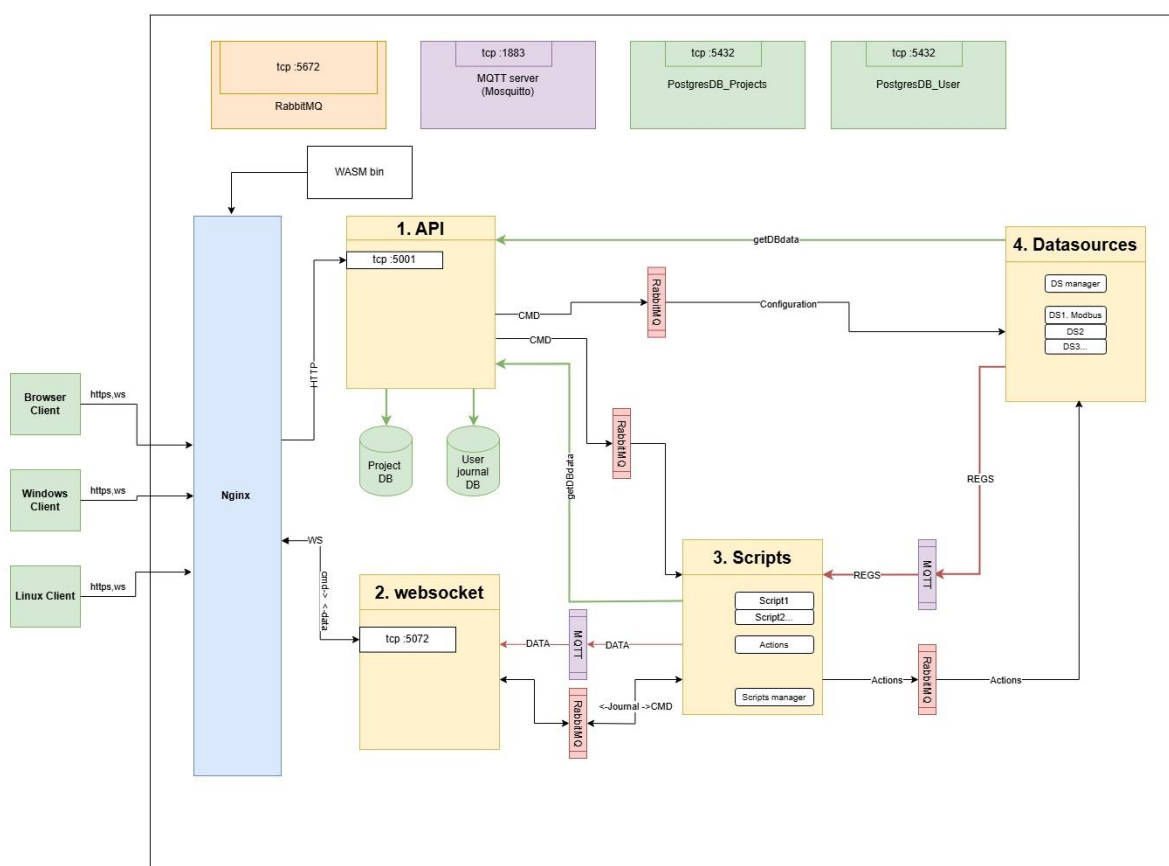 tcp :5672
RabbitMQ
tcp :1883
MQTT server
(Mosquitto)
tcp :5432
PostgresDB_Projects
tcp :5432
PostgresDB_User
WASM bin
1. API
tcp :5001
getDBdata
4. Datasources
DS manager
DS1. Modbus
DS2
DS3...
RabbitMQ
Configuration
CMD
CMD
HTTP
Browser
Client
https,ws
Project
DB
User
journal
DB
RabbitMQ
getDBdata
Windows
Client
https,ws
Nginx
REGS
WS
cmd->
<-data
3. Scripts
MQTT
REGS
Linux Client
https,ws
2. websocket
Script1
Script2...
tcp :5072
DATA
MQTT
DATA
Actions
Actions
RabbitMQ
Actions
Scripts manager
RabbitMQ
<-Journal ->CMD